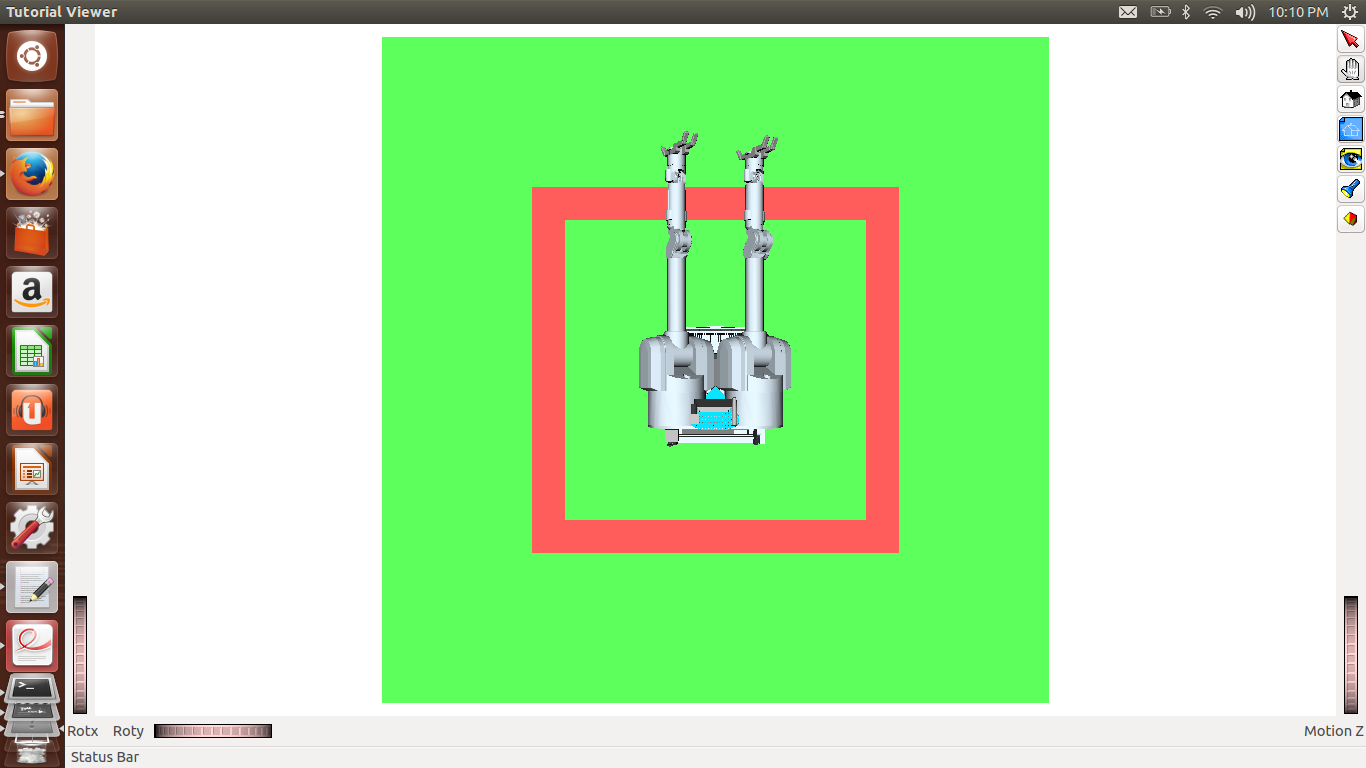 Tutorial Viewer
10:10 PM
a
Rotx Roty
Motion Z
Status Bar